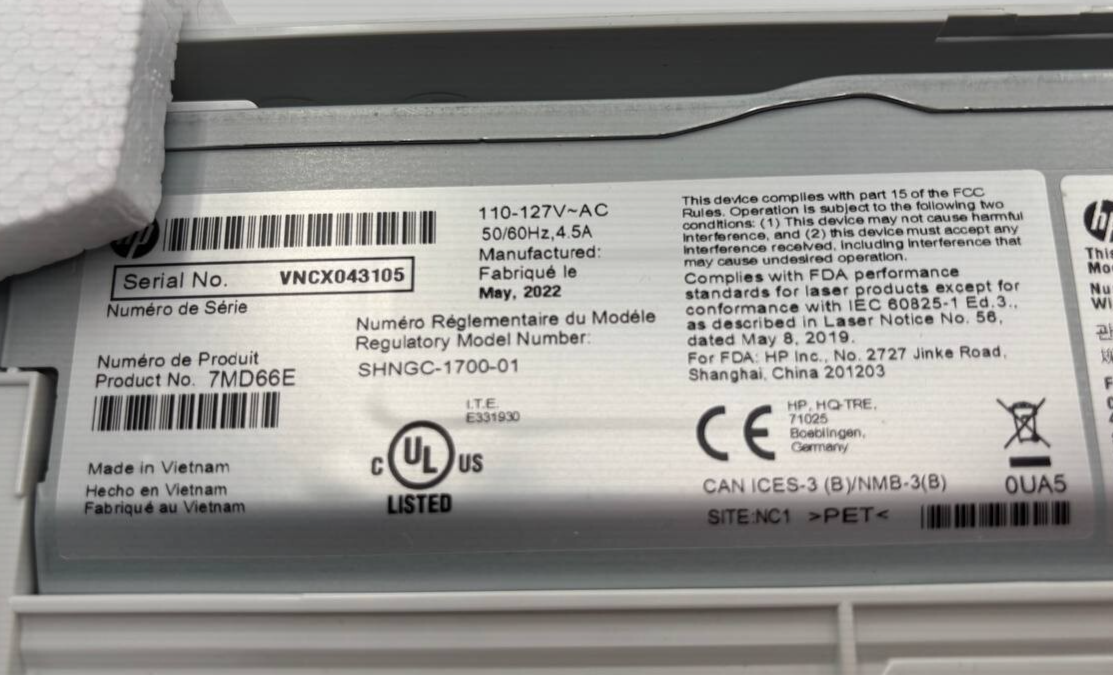 hp
Serial No. VNCX043105
Numéro de Série
110-127V~AC
50/60Hz,4.5A
Manufactured:
Fabriqué le
May, 2022
Numéro Réglementaire du Modéle
Regulatory Model Number:
SHNGC-1700-01
Numéro de Produit
Product No. 7MD66E
I.T.E.
E331930
C UL US
LISTED
Made in Vietnam
Hecho en Vietnam
Fabriqué au Vietnam
This device complies with part 15 of the FCC
Rules. Operation is subject to the following two
conditions: (1) This device may not cause harmful
interference, and (2) this device must accept any
interference received, including interference that
may cause undesired operation.
Complies with FDA performance
standards for laser products except for
conformance with IEC 60825-1 Ed.3.,
as described in Laser Notice No. 56,
dated May 8, 2019.
For FDA: HP Inc., No. 2727 Jinke Road,
Shanghai, China 201203
CE
HP, HQ-TRE,
71025
Boeblingen,
Germany
CAN ICES-3 (B)/NMB-3(B)
0UA5
SITE:NC1 >PET<
hp